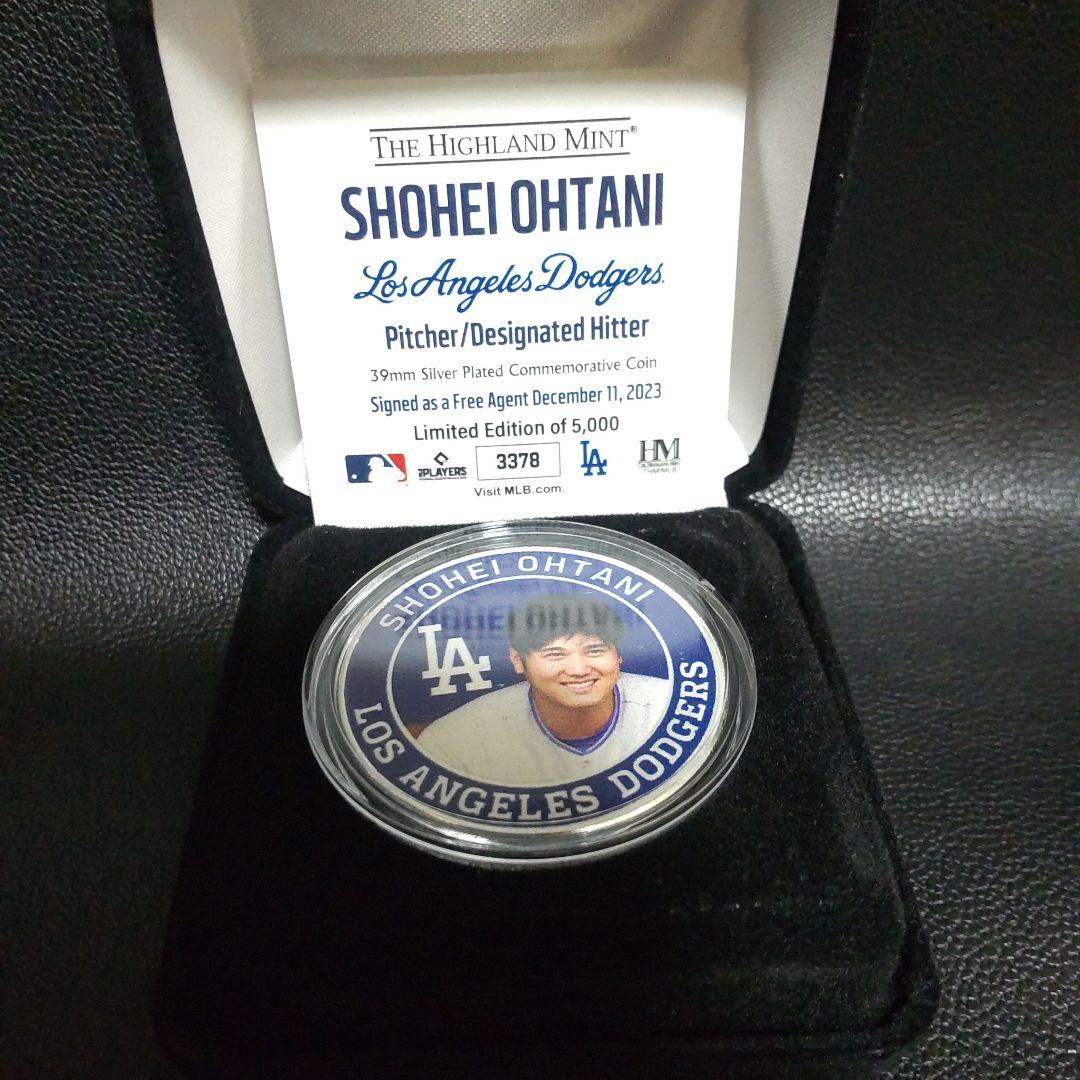 THE HIGHLAND MINT®
SHOHEI OHTANI
Los Angeles Dodgers.
Pitcher/Designated Hitter
39mm Silver Plated Commemorative Coin
Signed as a Free Agent December 11, 2023
Limited Edition of 5,000
PLAYERS
3378
LA
HM
THM/MLB
Visit MLB.com.
SHOHEI OHTANI
LA
LOS ANGELES DODGERS